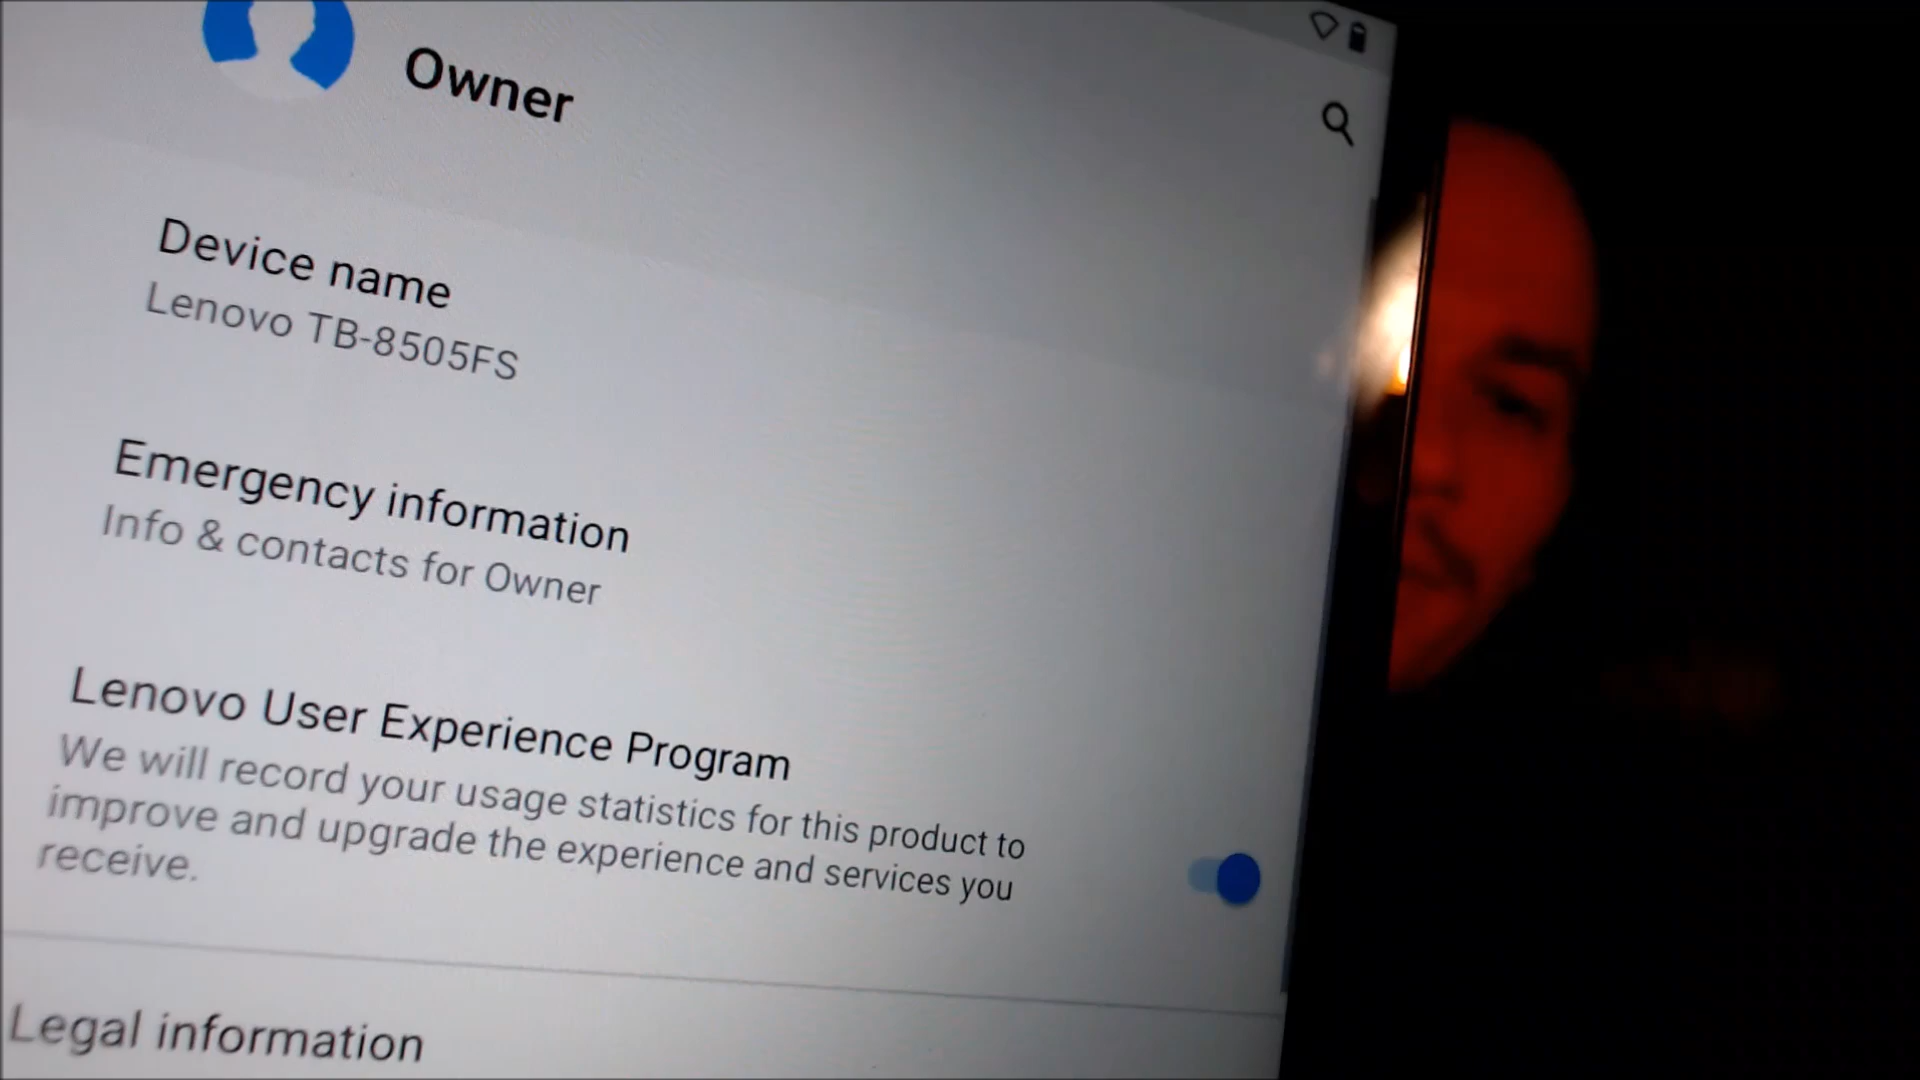 Owner
Device name
Lenovo TB-8505FS
Emergency information
Info & contacts for Owner
Lenovo User Experience Program
We will record your usage statistics for this product to
improve and upgrade the experience and services you
receive.
Legal information